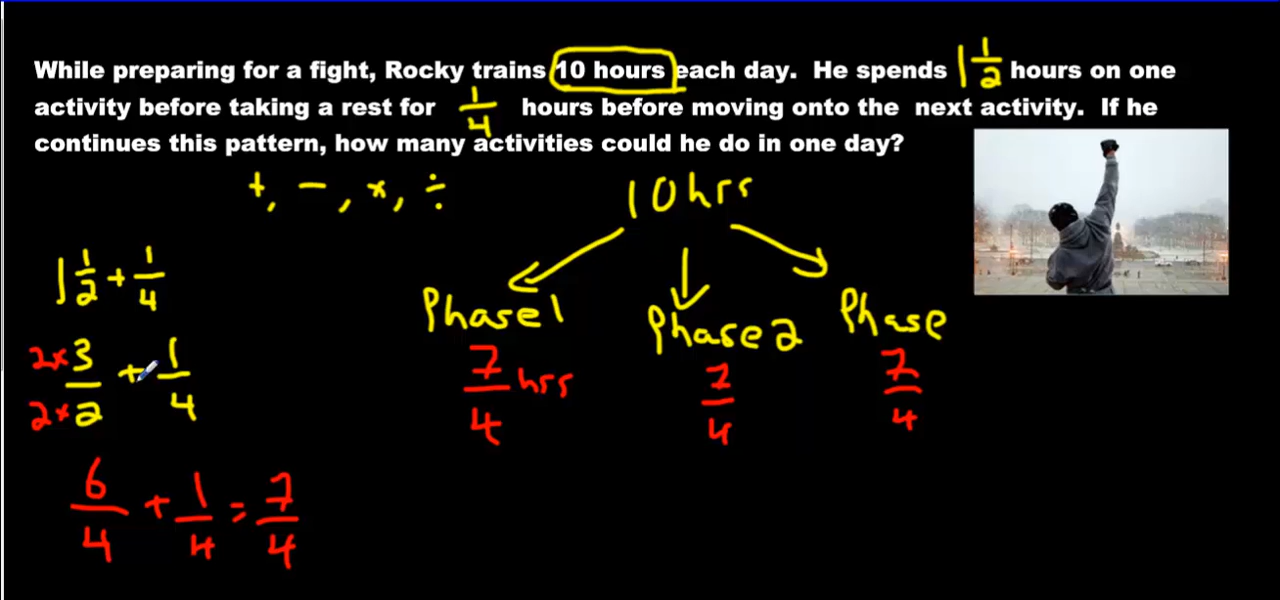 While preparing for a fight, Rocky trains 10 hours each day. He spends 1 1/2 hours on one
activity before taking a rest for 1/4 hours before moving onto the next activity. If he
continues this pattern, how many activities could he do in one day?
+, -, ×, ÷
10 hrs
1 1/2 + 1/4
Phase 1
Phase 2
Phase
2× 3/2 2× + 1/4
7/4 hrs
7/4
7/4
6/4 + 1/4 = 7/4